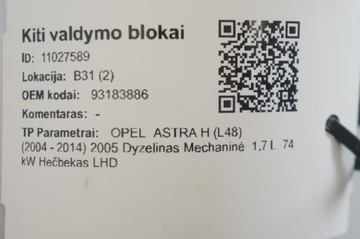 Kiti valdymo blokai
ID: 11027589
Lokacija: B31 (2)
OEM kodai: 93183886
Komentaras: -
TP Parametrai: OPEL ASTRA H (L48)
(2004 - 2014) 2005 Dyzelinas Mechaninė 1,7 L 74
kW Hečbekas LHD